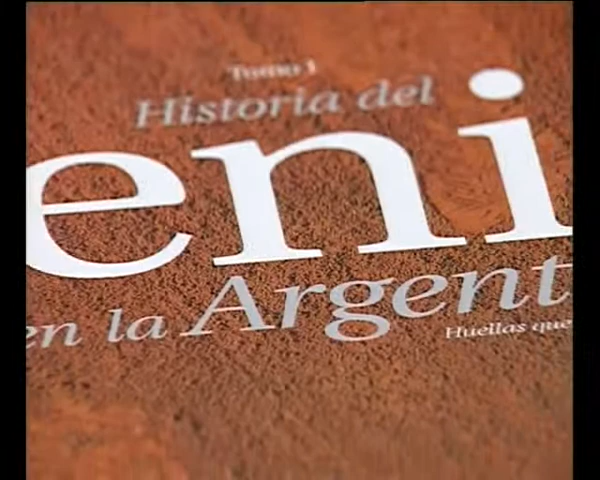 Tomo I
Historia del
eni
en la Argent
Huellas que